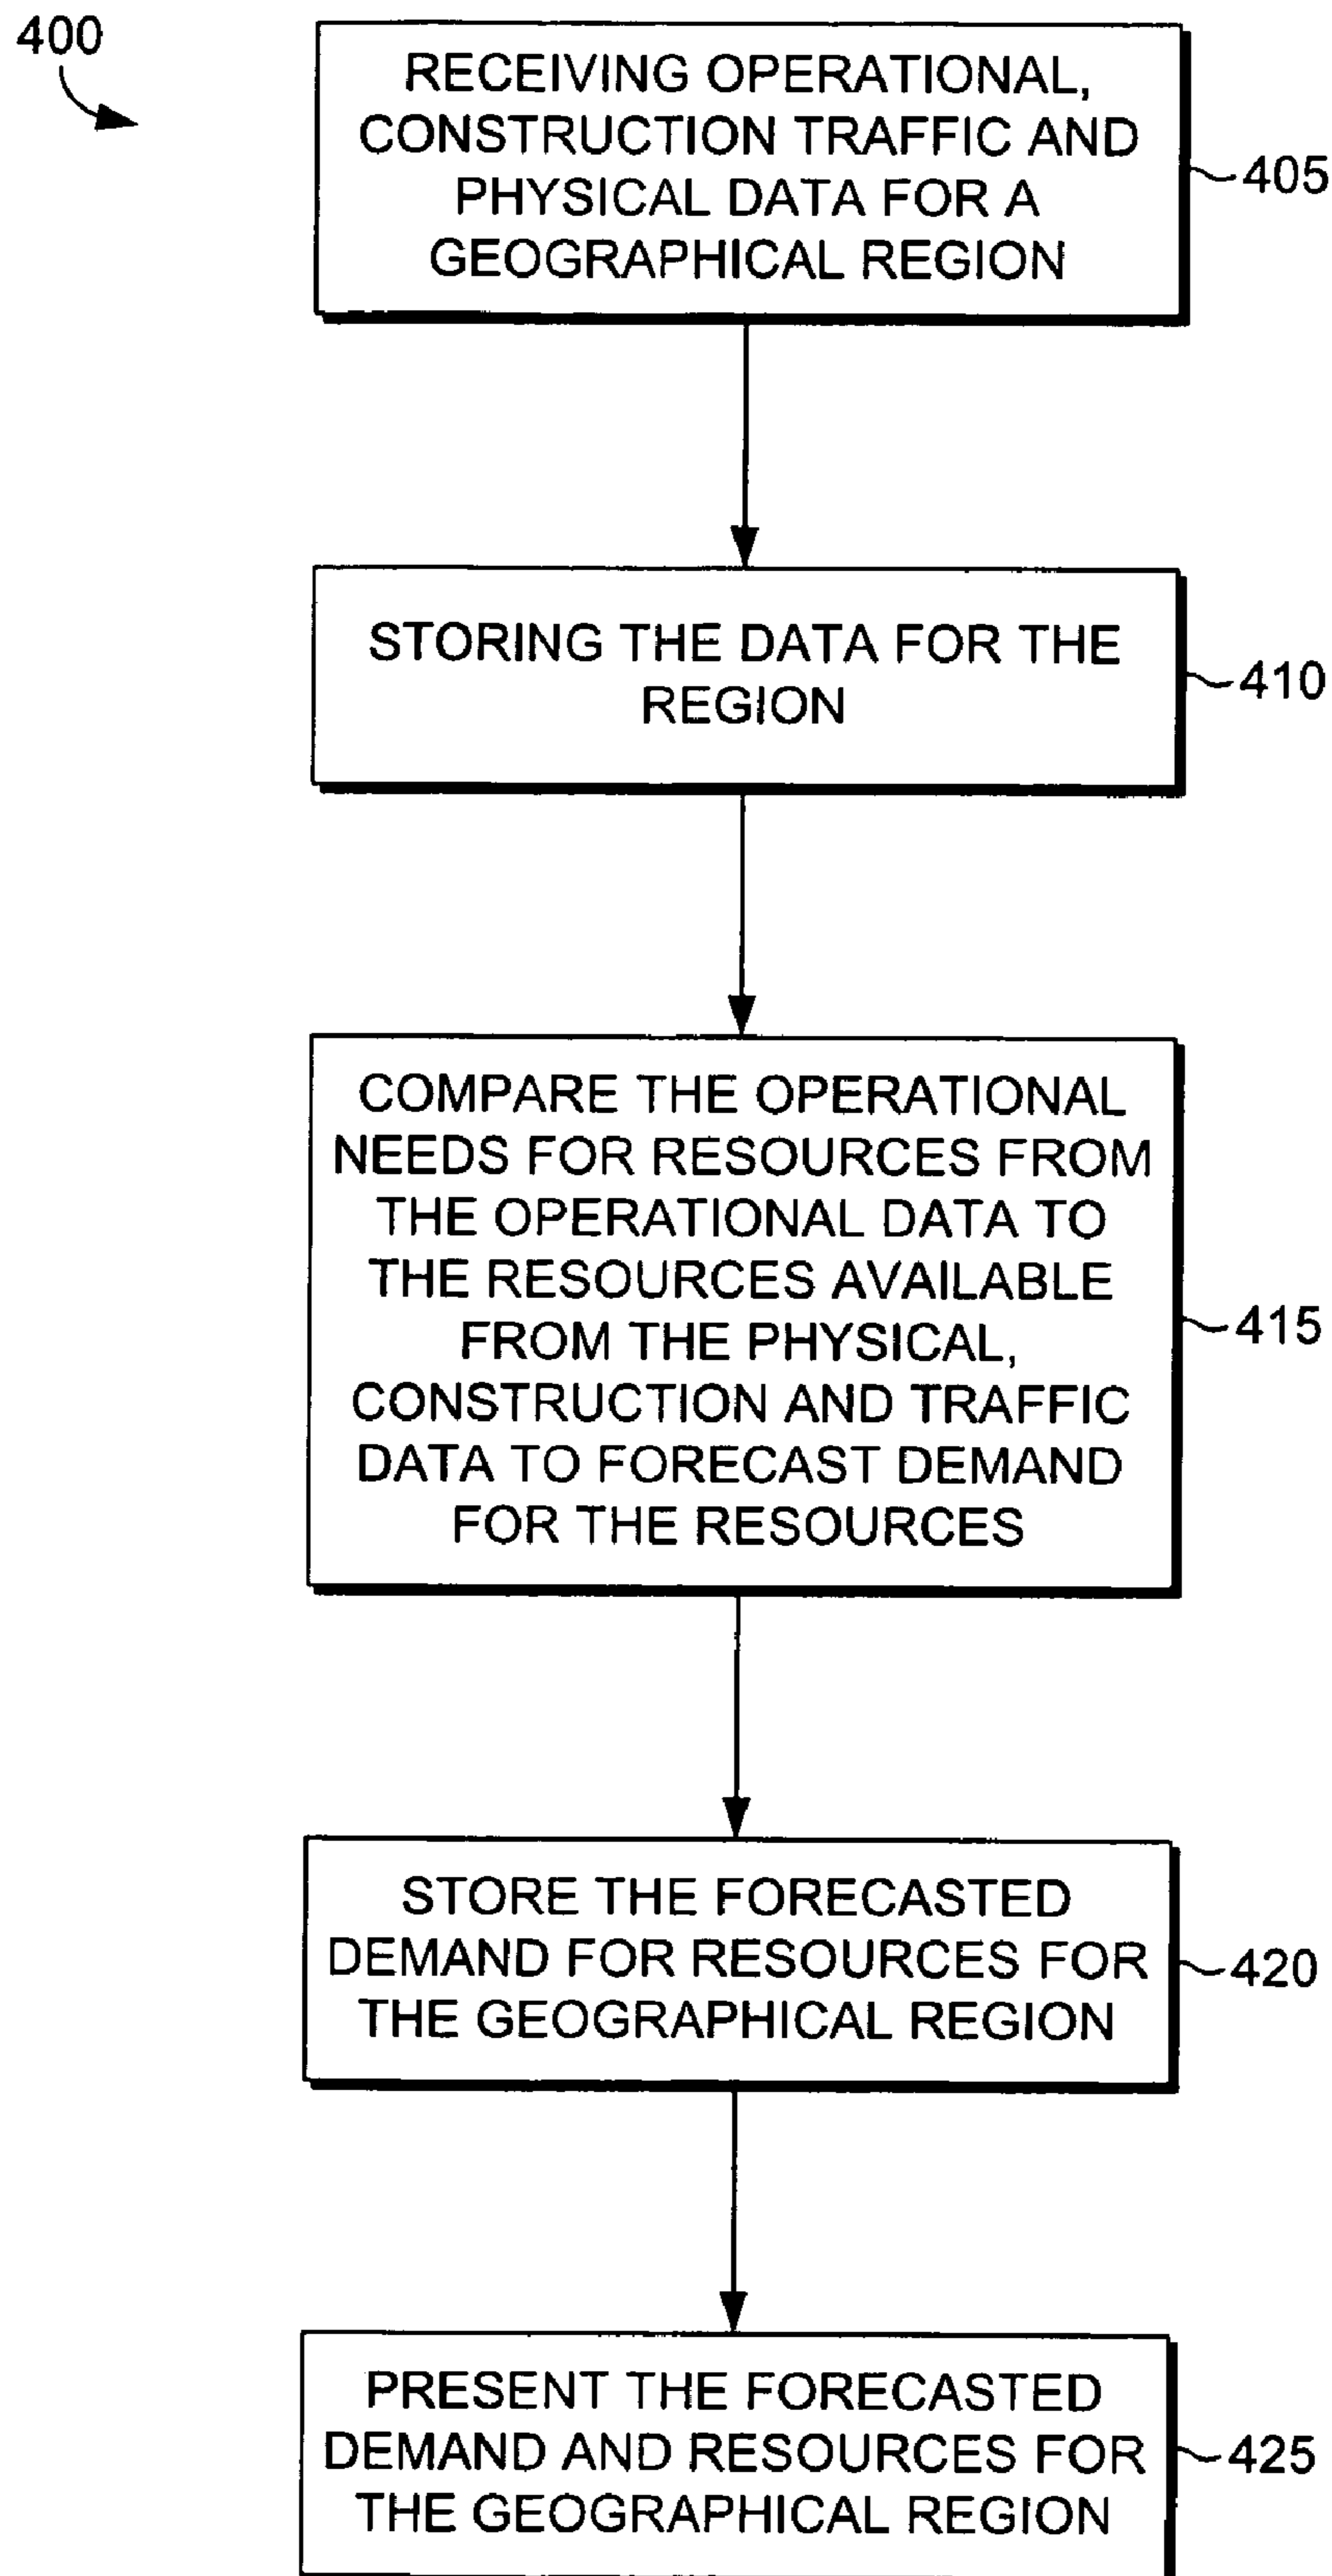 400
RECEIVING OPERATIONAL,
CONSTRUCTION TRAFFIC AND
PHYSICAL DATA FOR A
GEOGRAPHICAL REGION
405
STORING THE DATA FOR THE
REGION
410
COMPARE THE OPERATIONAL
NEEDS FOR RESOURCES FROM
THE OPERATIONAL DATA TO
THE RESOURCES AVAILABLE
FROM THE PHYSICAL,
CONSTRUCTION AND TRAFFIC
DATA TO FORECAST DEMAND
FOR THE RESOURCES
415
STORE THE FORECASTED
DEMAND FOR RESOURCES FOR
THE GEOGRAPHICAL REGION
420
PRESENT THE FORECASTED
DEMAND AND RESOURCES FOR
THE GEOGRAPHICAL REGION
425